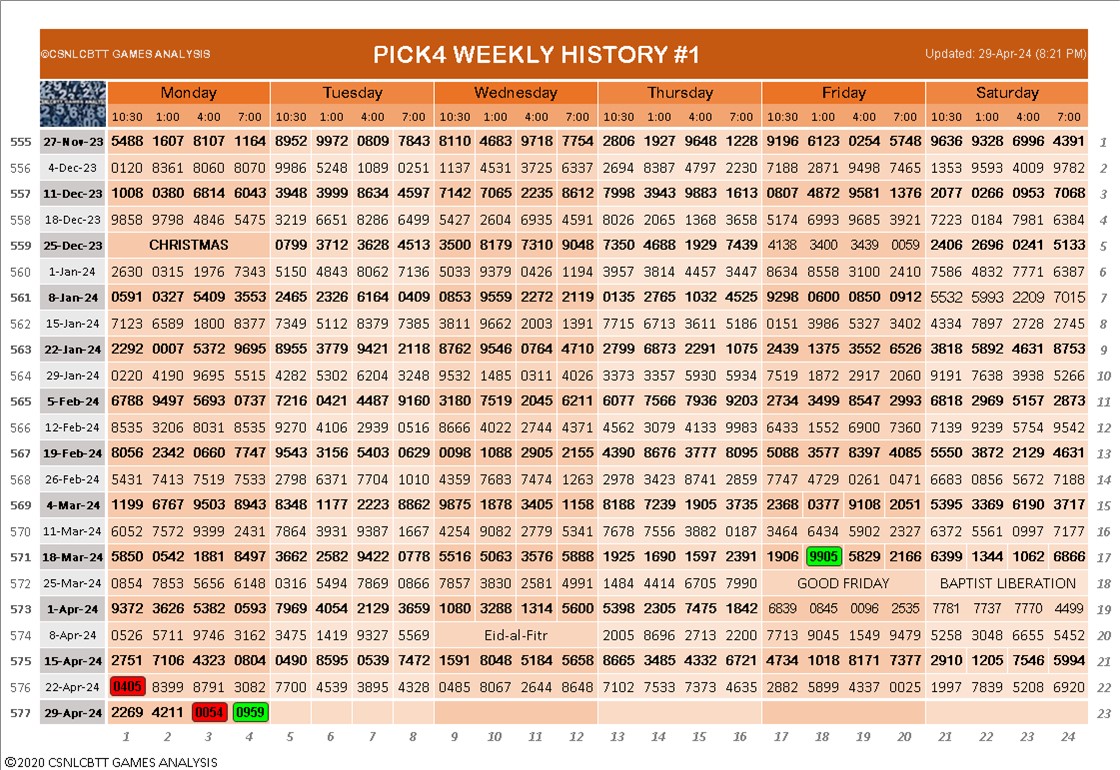 ©CSNLCBTT GAMES ANALYSIS PICK4 WEEKLY HISTORY #1 Updated: 29-Apr-24 (8:21 PM)
Monday Tuesday Wednesday Thursday Friday Saturday
10:30 1:00 4:00 7:00 10:30 1:00 4:00 7:00 10:30 1:00 4:00 7:00 10:30 1:00 4:00 7:00 10:30 1:00 4:00 7:00 10:30 1:00 4:00 7:00
555 27-Nov-23 5488 1607 8107 1164 8952 9972 0809 7843 8110 4683 9718 7754 2806 1927 9648 1228 9196 6123 0254 5748 9636 9328 6996 4391 1
556 4-Dec-23 0120 8361 8060 8070 9986 5248 1089 0251 1137 4531 3725 6337 2694 8387 4797 2230 7188 2871 9498 7465 1353 9593 4009 9782 2
557 11-Dec-23 1008 0380 6814 6043 3948 3999 8634 4597 7142 7065 2235 8612 7998 3943 9883 1613 0807 4872 9581 1376 2077 0266 0953 7068 3
558 18-Dec-23 9858 9798 4846 5475 3219 6651 8286 6499 5427 2604 6935 4591 8026 2065 1368 3658 5174 6993 9685 3921 7223 0184 7981 6384 4
559 25-Dec-23 CHRISTMAS 0799 3712 3628 4513 3500 8179 7310 9048 7350 4688 1929 7439 4138 3400 3439 0059 2406 2696 0241 5133 5
560 1-Jan-24 2630 0315 1976 7343 5150 4843 8062 7136 5033 9379 0426 1194 3957 3814 4457 3447 8634 8558 3100 2410 7586 4832 7771 6387 6
561 8-Jan-24 0591 0327 5409 3553 2465 2326 6164 0409 0853 9559 2272 2119 0135 2765 1032 4525 9298 0600 0850 0912 5532 5993 2209 7015 7
562 15-Jan-24 7123 6589 1800 8377 7349 5112 8379 7385 3811 9662 2003 1391 7715 6713 3611 5186 0151 3986 5327 3402 4334 7897 2728 2745 8
563 22-Jan-24 2292 0007 5372 9695 8955 3779 9421 2118 8762 9546 0764 4710 2799 6873 2291 1075 2439 1375 3552 6526 3818 5892 4631 8753 9
564 29-Jan-24 0220 4190 9695 5515 4282 5302 6204 3248 9532 1485 0311 4026 3373 3357 5930 5934 7519 1872 2917 2060 9191 7638 3938 5266 10
565 5-Feb-24 6788 9497 5693 0737 7216 0421 4487 9160 3180 7519 2045 6211 6077 7566 7936 9203 2734 3499 8547 2993 6818 2969 5157 2873 11
566 12-Feb-24 8535 3206 8031 8535 9270 4106 2939 0516 8666 4022 2744 4371 4562 3079 4133 9983 6433 1552 6900 7360 7139 9239 5754 9542 12
567 19-Feb-24 8056 2342 0660 7747 9543 3156 5403 0629 0098 1088 2905 2155 4390 8676 3777 8095 5088 3577 8397 4085 5550 3872 2129 4631 13
568 26-Feb-24 5431 7413 7519 7533 2798 6371 7704 1010 4359 7683 7474 1263 2978 3423 8741 2859 7747 4729 0261 0471 6683 0856 5672 7188 14
569 4-Mar-24 1199 6767 9503 8943 8348 1177 2223 8862 9875 1878 3405 1158 8188 7239 1905 3735 2368 0377 9108 2051 5395 3369 6190 3717 15
570 11-Mar-24 6052 7572 9399 2431 7864 3931 9387 1667 4254 9082 2779 5341 7678 7556 3882 0187 3464 6434 5902 2327 6372 5561 0997 7177 16
571 18-Mar-24 5850 0542 1881 8497 3662 2582 9422 0778 5516 5063 3576 5888 1925 1690 1597 2391 1906 9905 5829 2166 6399 1344 1062 6866 17
572 25-Mar-24 0854 7853 5656 6148 0316 5494 7869 0866 7857 3830 2581 4991 1484 4414 6705 7990 GOOD FRIDAY BAPTIST LIBERATION 18
573 1-Apr-24 9372 3626 5382 0593 7969 4054 2129 3659 1080 3288 1314 5600 5398 2305 7475 1842 6839 0845 0096 2535 7781 7737 7770 4499 19
574 8-Apr-24 0526 5711 9746 3162 3475 1419 9327 5569 Eid-al-Fitr 2005 8696 2713 2200 7713 9045 1549 9479 5258 3048 6655 5452 20
575 15-Apr-24 2751 7106 4323 0804 0490 8595 0539 7472 1591 8048 5184 5658 8665 3485 4332 6721 4734 1018 8171 7377 2910 1205 7546 5994 21
576 22-Apr-24 0405 8399 8791 3082 7700 4539 3895 4328 0485 8067 2644 8648 7102 7533 7373 4635 2882 5899 4337 0025 1997 7839 5208 6920 22
577 29-Apr-24 2269 4211 0054 0959 23
1 2 3 4 5 6 7 8 9 10 11 12 13 14 15 16 17 18 19 20 21 22 23 24
©2020 CSNLCBTT GAMES ANALYSIS